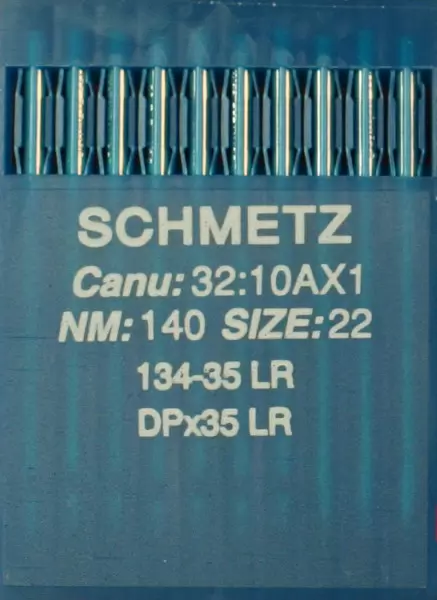 SCHMETZ
Canu: 32:10AX1
NM: 140 SIZE: 22
134-35 LR
DPx35 LR